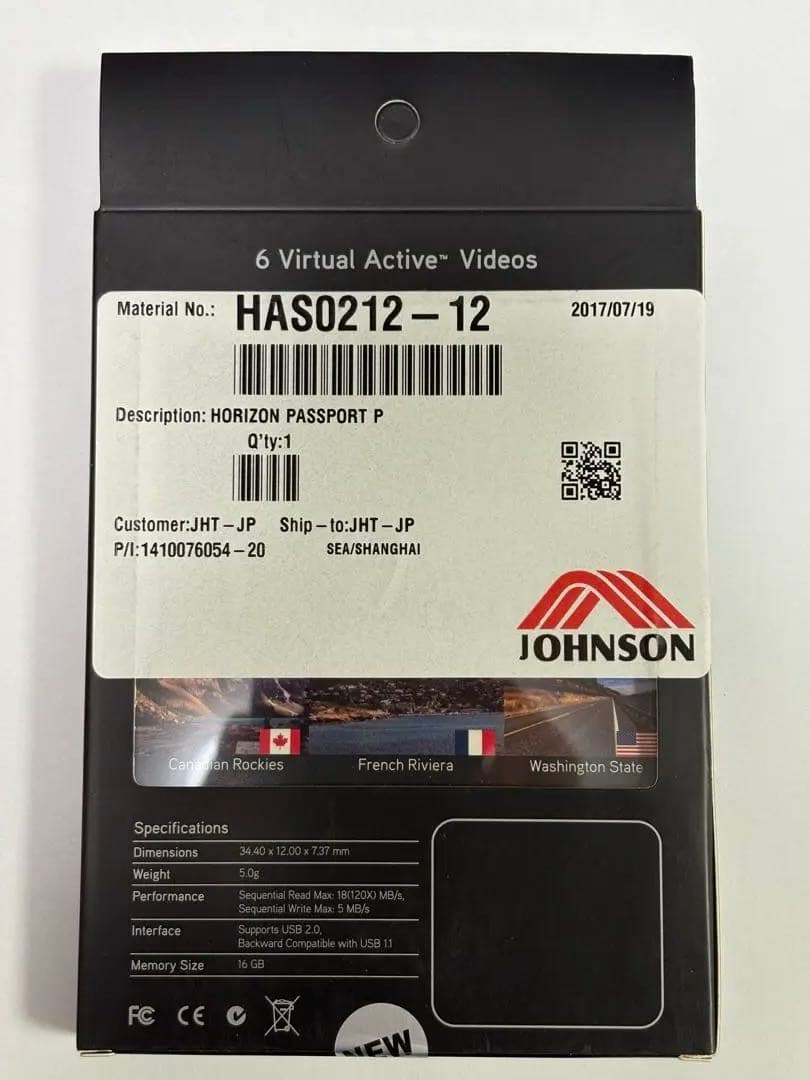 6 Virtual Active™ Videos
Material No.: HAS0212-12 2017/07/19
Description: HORIZON PASSPORT P
Q'ty:1
Customer:JHT-JP Ship-to:JHT-JP
P/I:1410076054-20 SEA/SHANGHAI
JOHNSON
Canadian Rockies French Riviera Washington State
Specifications
Dimensions 34.40 x 12.00 x 7.37 mm
Weight 5.0g
Performance Sequential Read Max: 18(120X) MB/s,
Sequential Write Max: 5 MB/s
Interface Supports USB 2.0,
Backward Compatible with USB 1.1
Memory Size 16 GB
FC CE
NEW